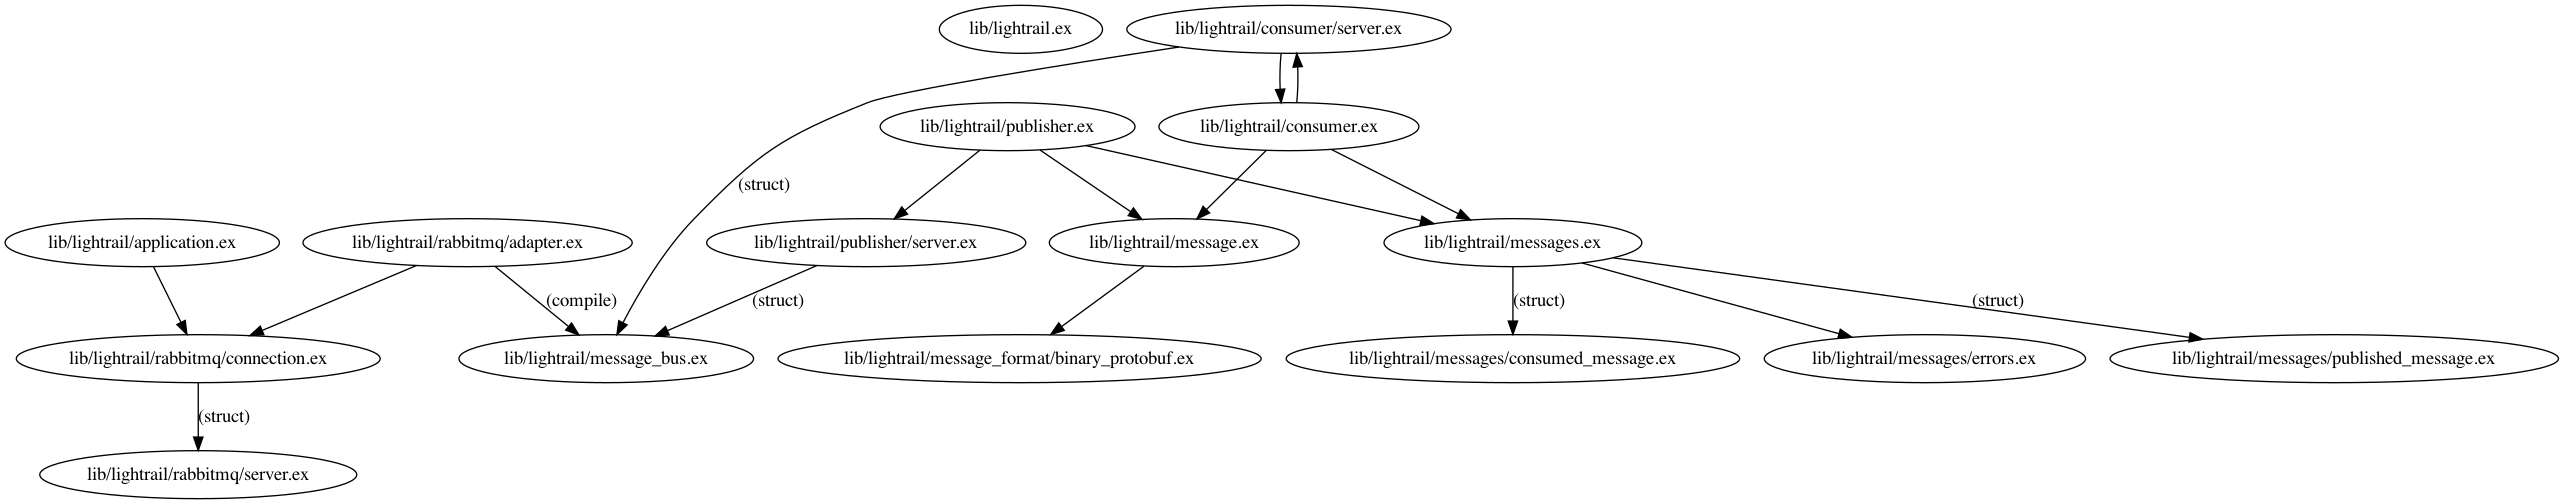 lib/lightrail.ex
lib/lightrail/consumer/server.ex
lib/lightrail/publisher.ex
lib/lightrail/consumer.ex
(struct)
lib/lightrail/application.ex
lib/lightrail/rabbitmq/adapter.ex
lib/lightrail/publisher/server.ex
lib/lightrail/message.ex
lib/lightrail/messages.ex
(compile)
(struct)
(struct)
(struct)
lib/lightrail/rabbitmq/connection.ex
lib/lightrail/message_bus.ex
lib/lightrail/message_format/binary_protobuf.ex
lib/lightrail/messages/consumed_message.ex
lib/lightrail/messages/errors.ex
lib/lightrail/messages/published_message.ex
(struct)
lib/lightrail/rabbitmq/server.ex